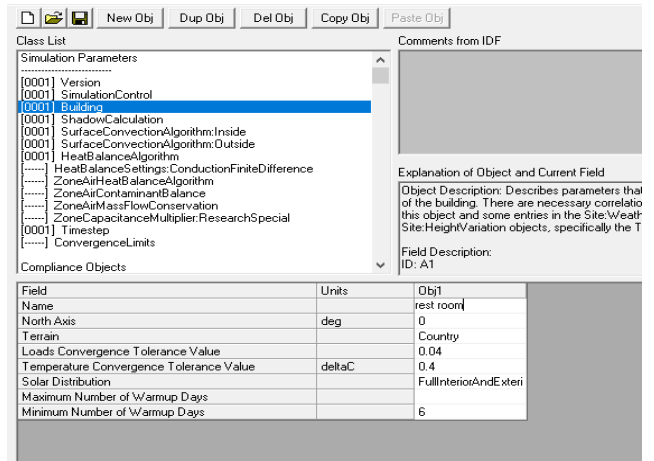 New Obj Dup Obj Del Obj Copy Obj Paste Obj
Class List
Simulation Parameters
-------------------------
[0001] Version
[0001] SimulationControl
[0001] Building
[0001] ShadowCalculation
[0001] SurfaceConvectionAlgorithm:Inside
[0001] SurfaceConvectionAlgorithm:Outside
[0001] HeatBalanceAlgorithm
[------] HeatBalanceSettings:ConductionFiniteDifference
[------] ZoneAirHeatBalanceAlgorithm
[------] ZoneAirContaminantBalance
[------] ZoneAirMassFlowConservation
[------] ZoneCapacitanceMultiplier:ResearchSpecial
[0001] Timestep
[------] ConvergenceLimits
Compliance Objects
Comments from IDF
Explanation of Object and Current Field
Object Description: Describes parameters that
of the building. There are necessary correlatio
this object and some entries in the Site:Weath
Site:HeightVariation objects, specifically the T
Field Description:
ID: A1
Field Units Obj1
Name rest room
North Axis deg 0
Terrain Country
Loads Convergence Tolerance Value 0.04
Temperature Convergence Tolerance Value deltaC 0.4
Solar Distribution FullInteriorAndExteri
Maximum Number of Warmup Days
Minimum Number of Warmup Days 6